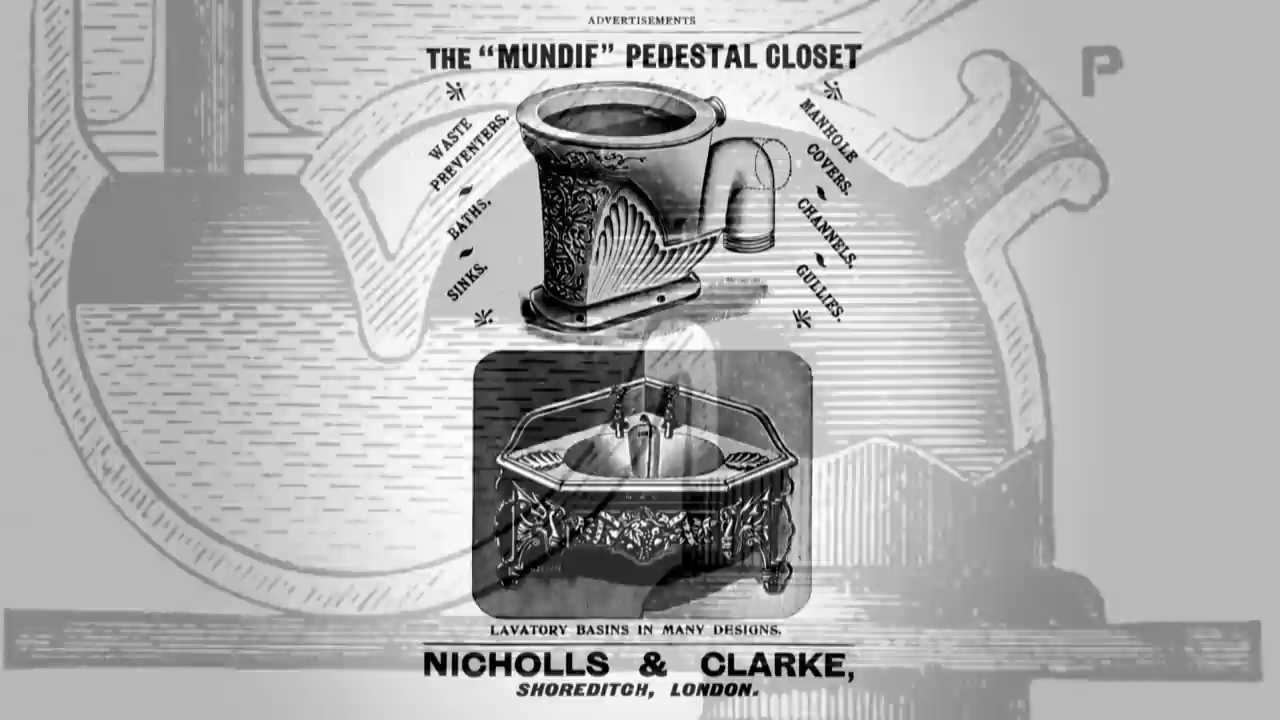 ADVERTISEMENTS
THE "MUNDIF" PEDESTAL CLOSET
WASTE
PREVENTERS.
BATHS.
SINKS.
MANHOLE
COVERS.
CHANNELS.
GULLIES.
P
LAVATORY BASINS IN MANY DESIGNS.
NICHOLLS & CLARKE,
SHOREDITCH, LONDON.